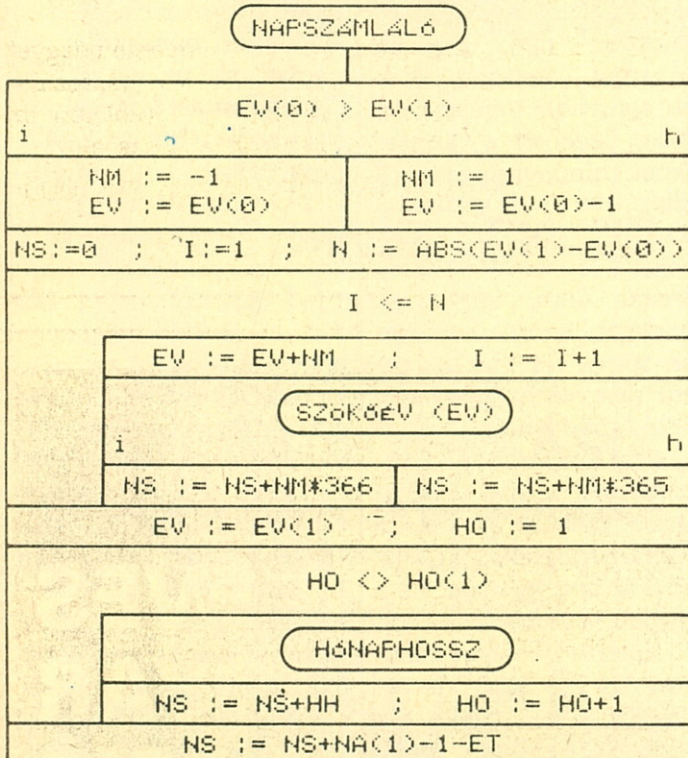 NAPSZÁMLÁLÓ
EV(0) > EV(1)
i h
NM := -1 NM := 1
EV := EV(0) EV := EV(0)-1
NS:=0 ; I:=1 ; N := ABS(EV(1)-EV(0))
I <= N
EV := EV+NM ; I := I+1
SZÖKŐÉV (EV)
i h
NS := NS+NM*366 NS := NS+NM*365
EV := EV(1) ; HO := 1
HO <> HO(1)
HÓNAPHOSSZ
NS := NS+HH ; HO := HO+1
NS := NS+NA(1)-1-ET